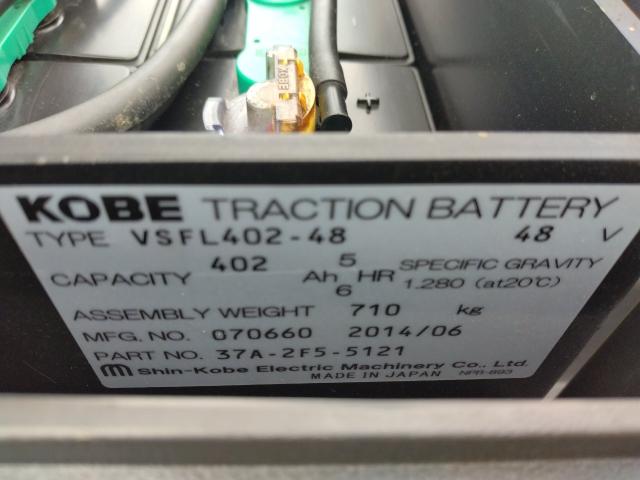 +
KOBE TRACTION BATTERY
TYPE VSFL402-48 48 V
CAPACITY 402 Ah 5 HR SPECIFIC GRAVITY
6 1.280 (at20℃)
ASSEMBLY WEIGHT 710 kg
MFG. NO. 070660 2014/06
PART NO. 37A-2F5-5121
Shin-Kobe Electric Machinery Co., Ltd.
MADE IN JAPAN